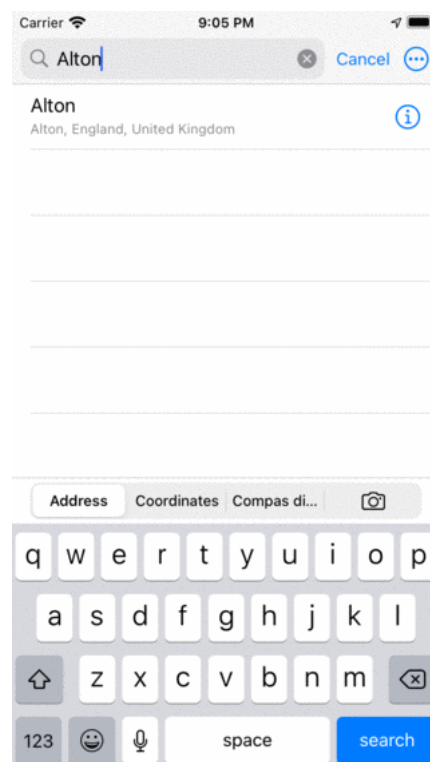 Carrier 9:05 PM
Alton Cancel
Alton
Alton, England, United Kingdom
Address Coordinates Compas di...
q w e r t y u i o p
a s d f g h j k l
z x c v b n m
123 space search